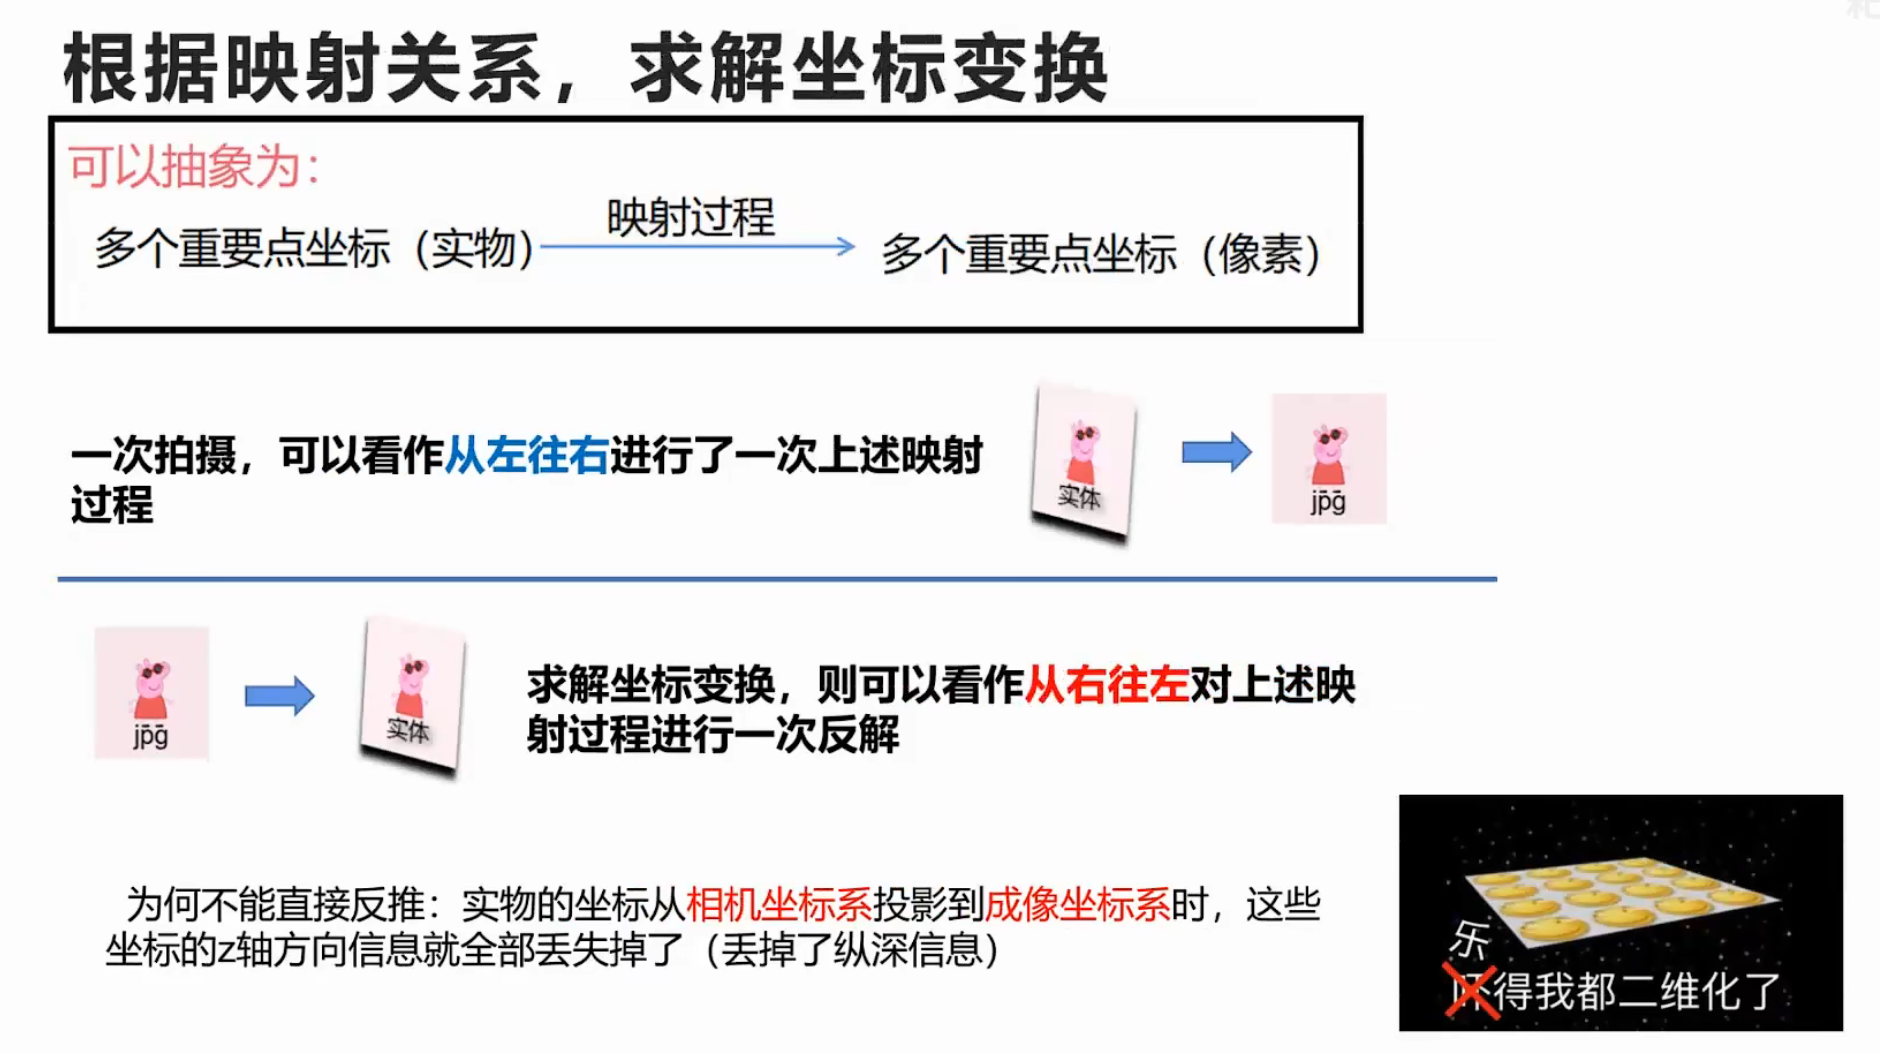 根据映射关系，求解坐标变换
可以抽象为：
映射过程
多个重要点坐标（实物）
多个重要点坐标（像素）
一次拍摄，可以看作从左往右进行了一次上述映射
过程
实体
jpg
jpg
实体
求解坐标变换，则可以看作从右往左对上述映
射过程进行一次反解
为何不能直接反推：实物的坐标从相机坐标系投影到成像坐标系时，这些
坐标的z轴方向信息就全部丢失掉了（丢掉了纵深信息）
乐
吓得我都二维化了